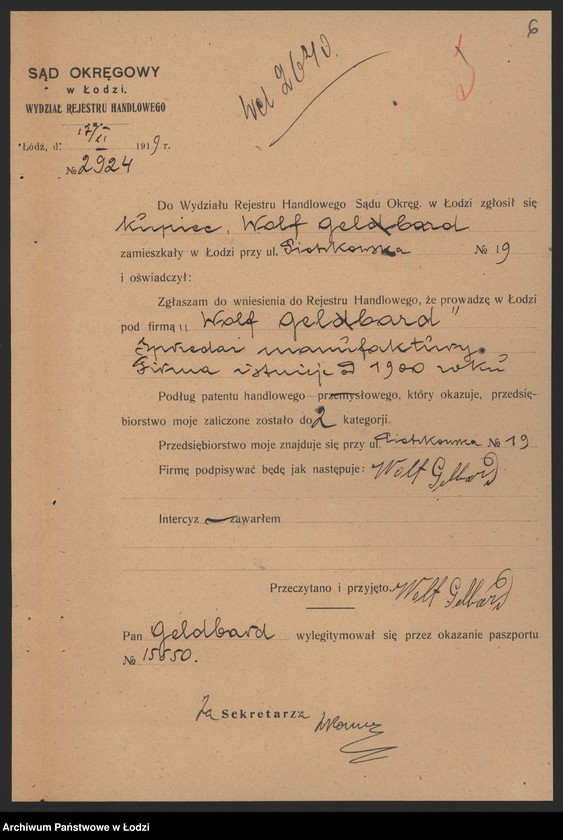 6
SĄD OKRĘGOWY
w Łodzi.
WYDZIAŁ REJESTRU HANDLOWEGO
Łódź, d. 17/XI 1919 r.
№ 2924
2640.
Do Wydziału Rejestru Handlowego Sądu Okręg. w Łodzi zgłosił się
Kupiec, Wolf Geldbard
zamieszkały w Łodzi przy ul. Piotrkowska № 19
i oświadczył:
Zgłaszam do wniesienia do Rejestru Handlowego, że prowadzę w Łodzi
pod firmą „Wolf Geldbard"
Sprzedaż manufaktury.
Firma istnieje od 1900 roku
Podług patentu handlowego przemysłowego, który okazuje, przedsię-
biorstwo moje zaliczone zostało do 2 kategorji.
Przedsiębiorstwo moje znajduje się przy ul. Piotrkowska № 19
Firmę podpisywać będę jak następuje: Wolf Gelbard
Intercyz zawarłem
Przeczytano i przyjęto. Wolf Gelbard
Pan Geldbard wylegitymował się przez okazanie paszportu
№ 15550.
Za Sekretarza
Archiwum Państwowe w Łodzi